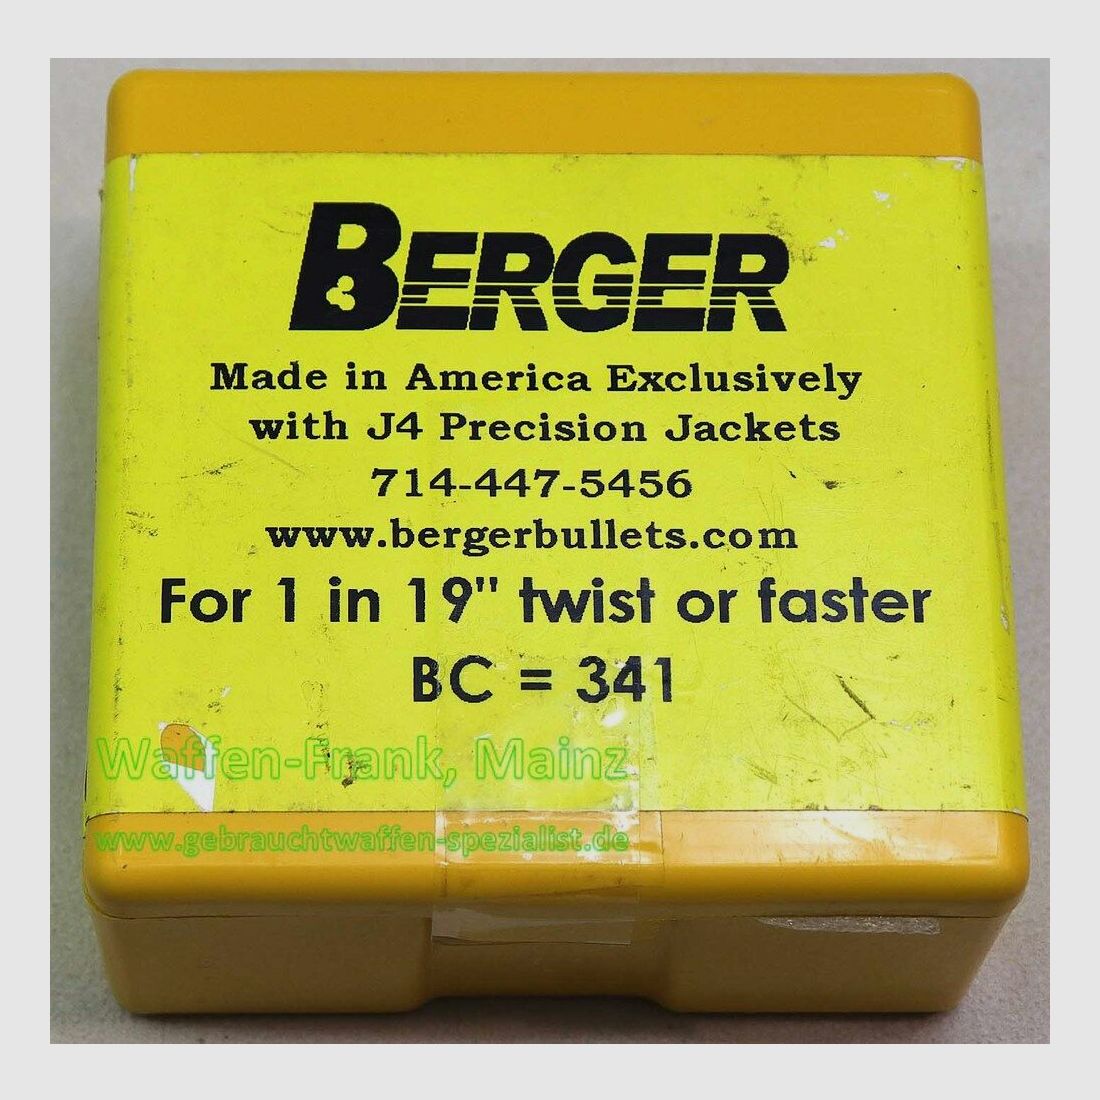 BERGER
Made in America Exclusively
with J4 Precision Jackets
714-447-5456
www.bergerbullets.com
For 1 in 19" twist or faster
BC = 341
Waffen-Frank, Mainz
www.gebrauchtwaffen-spezialist.de